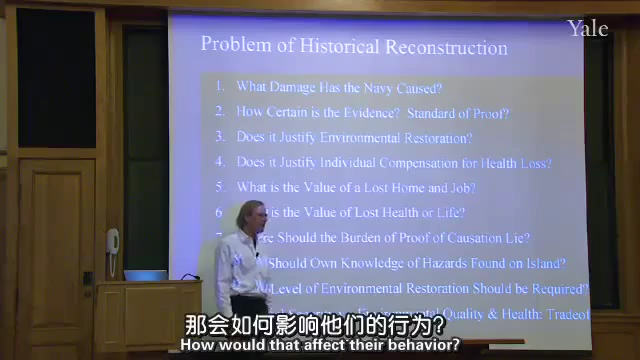 Yale
Problem of Historical Reconstruction
1. What Damage Has the Navy Caused?
2. How Certain is the Evidence? Standard of Proof?
3. Does it Justify Environmental Restoration?
4. Does it Justify Individual Compensation for Health Loss?
5. What is the Value of a Lost Home and Job?
6 is the Value of Lost Health or Life?
7 Should the Burden of Proof of Causation Lie?
Should Own Knowledge of Hazards Found on Island?
Level of Environmental Restoration Should be Required?
Quality & Health: Tradeof
那会如何影响他们的行为?
How would that affect their behavior?